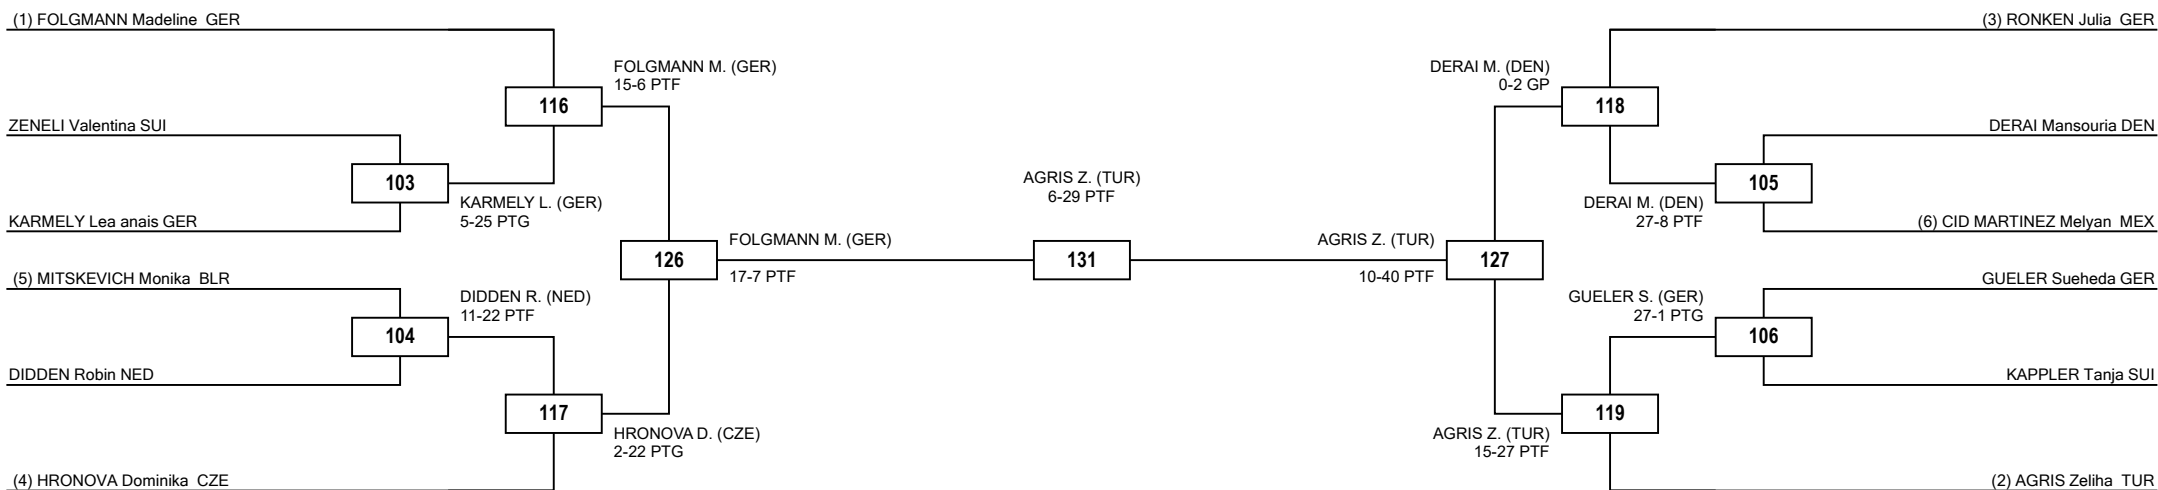 (1) FOLGMANN Madeline GER
ZENELI Valentina SUI
KARMELY Lea anais GER
(5) MITSKEVICH Monika BLR
DIDDEN Robin NED
(4) HRONOVA Dominika CZE
103
KARMELY L. (GER)
5-25 PTG
104
DIDDEN R. (NED)
11-22 PTF
116
FOLGMANN M. (GER)
15-6 PTF
117
HRONOVA D. (CZE)
2-22 PTG
126
FOLGMANN M. (GER)
17-7 PTF
AGRIS Z. (TUR)
6-29 PTF
131
AGRIS Z. (TUR)
10-40 PTF
127
DERAI M. (DEN)
0-2 GP
118
AGRIS Z. (TUR)
15-27 PTF
119
DERAI M. (DEN)
27-8 PTF
105
GUELER S. (GER)
27-1 PTG
106
(3) RONKEN Julia GER
DERAI Mansouria DEN
(6) CID MARTINEZ Melyan MEX
GUELER Sueheda GER
KAPPLER Tanja SUI
(2) AGRIS Zeliha TUR